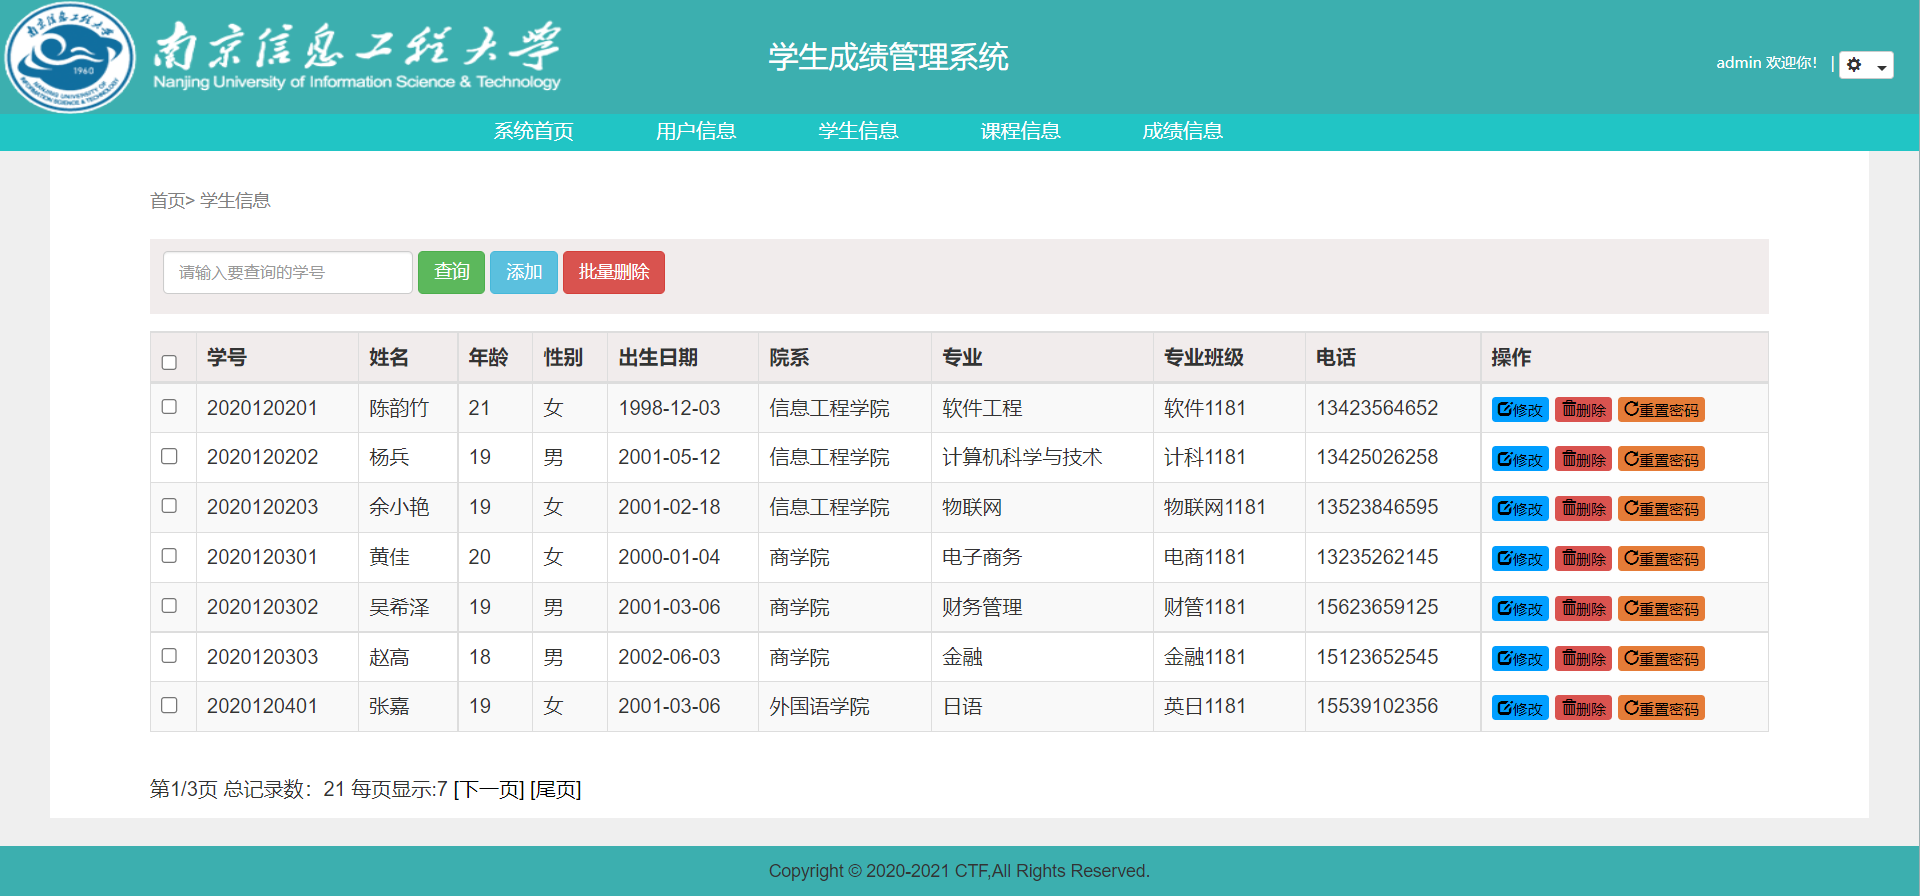 南京信息工程大学
Nanjing University of Information Science & Technology
1960
学生成绩管理系统
admin 欢迎你! |
系统首页 用户信息 学生信息 课程信息 成绩信息
首页> 学生信息
请输入要查询的学号 查询 添加 批量删除
学号 姓名 年龄 性别 出生日期 院系 专业 专业班级 电话 操作
2020120201 陈韵竹 21 女 1998-12-03 信息工程学院 软件工程 软件1181 13423564652 修改 删除 重置密码
2020120202 杨兵 19 男 2001-05-12 信息工程学院 计算机科学与技术 计科1181 13425026258 修改 删除 重置密码
2020120203 余小艳 19 女 2001-02-18 信息工程学院 物联网 物联网1181 13523846595 修改 删除 重置密码
2020120301 黄佳 20 女 2000-01-04 商学院 电子商务 电商1181 13235262145 修改 删除 重置密码
2020120302 吴希泽 19 男 2001-03-06 商学院 财务管理 财管1181 15623659125 修改 删除 重置密码
2020120303 赵高 18 男 2002-06-03 商学院 金融 金融1181 15123652545 修改 删除 重置密码
2020120401 张嘉 19 女 2001-03-06 外国语学院 日语 英日1181 15539102356 修改 删除 重置密码
第1/3页 总记录数：21 每页显示:7 [下一页] [尾页]
Copyright © 2020-2021 CTF,All Rights Reserved.